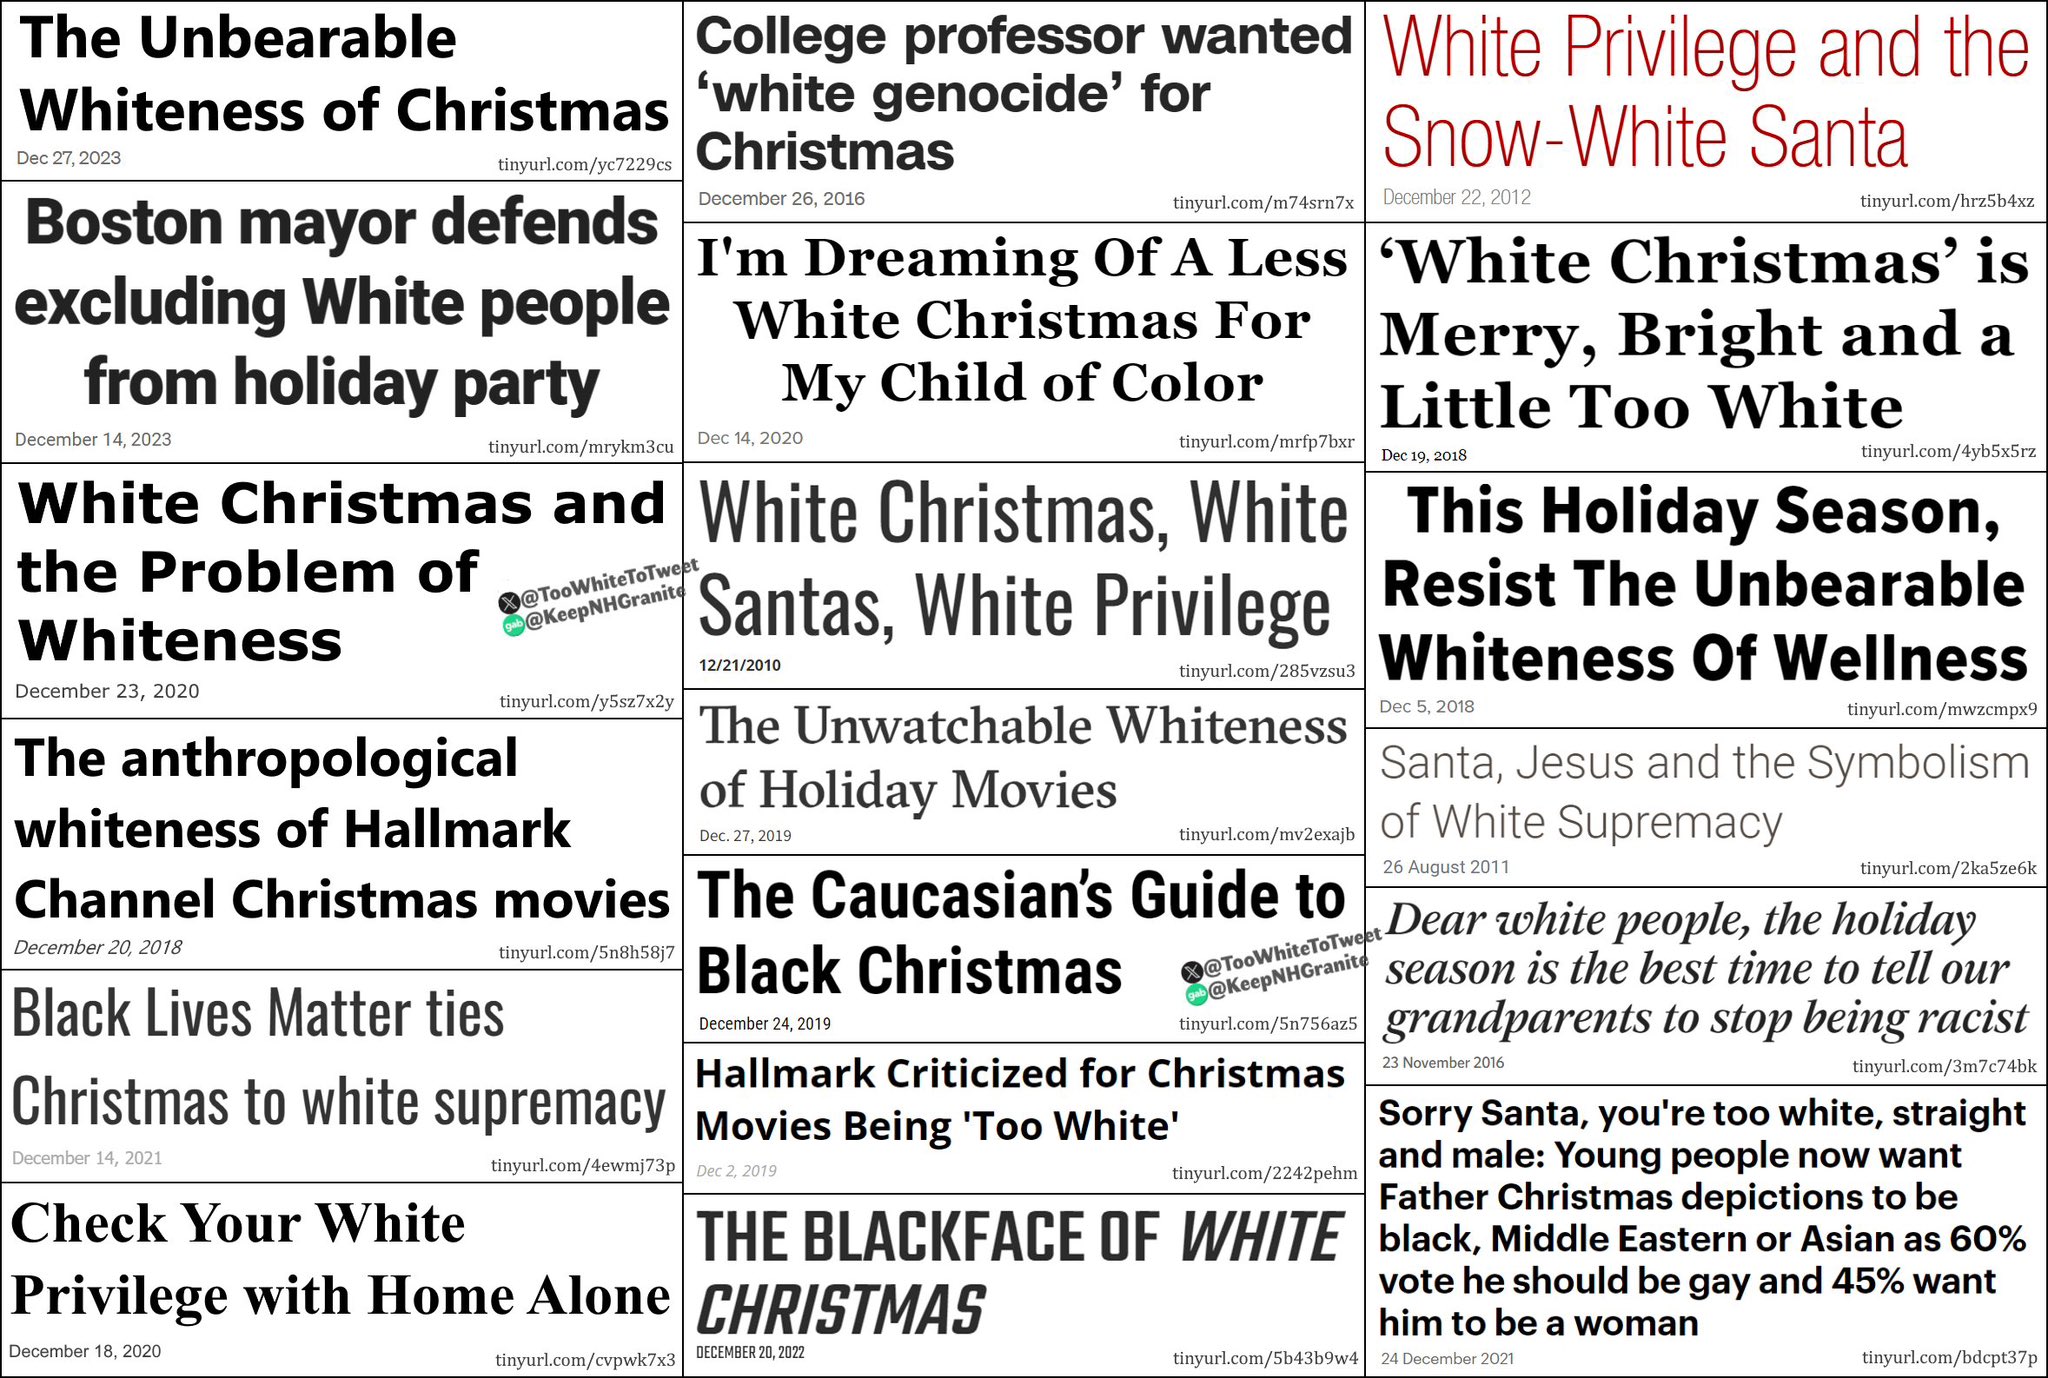 The Unbearable
Whiteness of Christmas
Dec 27, 2023
tinyurl.com/yc7229cs
Boston mayor defends
excluding White people
from holiday party
December 14, 2023
tinyurl.com/mrykm3cu
White Christmas and
the Problem of
Whiteness
@TooWhiteToTweet
gab @KeepNHGranite
December 23, 2020
tinyurl.com/y5sz7x2y
The anthropological
whiteness of Hallmark
Channel Christmas movies
December 20, 2018
tinyurl.com/5n8h58j7
Black Lives Matter ties
Christmas to white supremacy
December 14, 2021
tinyurl.com/4ewmj73p
Check Your White
Privilege with Home Alone
December 18, 2020
tinyurl.com/cvpwk7x3
College professor wanted
‘white genocide’ for
Christmas
December 26, 2016
tinyurl.com/m74srn7x
I'm Dreaming Of A Less
White Christmas For
My Child of Color
Dec 14, 2020
tinyurl.com/mrfp7bxr
White Christmas, White
Santas, White Privilege
12/21/2010
tinyurl.com/285vzsu3
The Unwatchable Whiteness
of Holiday Movies
Dec. 27, 2019
tinyurl.com/mv2exajb
The Caucasian’s Guide to
Black Christmas
@TooWhiteToTweet
gab @KeepNHGranite
December 24, 2019
tinyurl.com/5n756az5
Hallmark Criticized for Christmas
Movies Being 'Too White'
Dec 2, 2019
tinyurl.com/2242pehm
THE BLACKFACE OF WHITE
CHRISTMAS
DECEMBER 20, 2022
tinyurl.com/5b43b9w4
White Privilege and the
Snow-White Santa
December 22, 2012
tinyurl.com/hrz5b4xz
‘White Christmas’ is
Merry, Bright and a
Little Too White
Dec 19, 2018
tinyurl.com/4yb5x5rz
This Holiday Season,
Resist The Unbearable
Whiteness Of Wellness
Dec 5, 2018
tinyurl.com/mwzcmpx9
Santa, Jesus and the Symbolism
of White Supremacy
26 August 2011
tinyurl.com/2ka5ze6k
Dear white people, the holiday
season is the best time to tell our
grandparents to stop being racist
23 November 2016
tinyurl.com/3m7c74bk
Sorry Santa, you're too white, straight
and male: Young people now want
Father Christmas depictions to be
black, Middle Eastern or Asian as 60%
vote he should be gay and 45% want
him to be a woman
24 December 2021
tinyurl.com/bdcpt37p